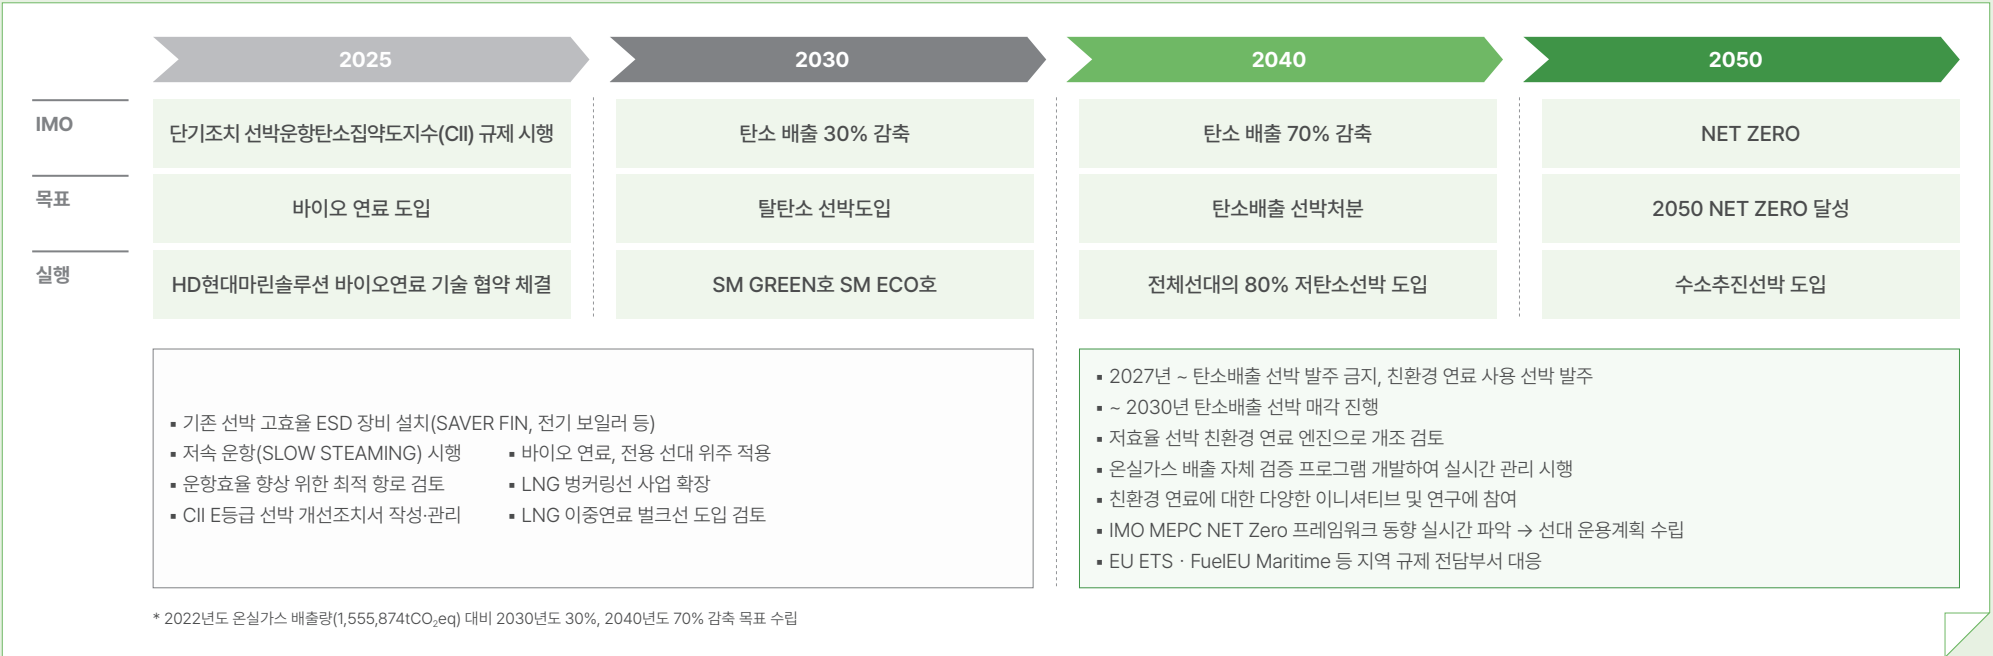 2025
2030
2040
2050
IMO
단기조치 선박운항탄소집약도지수(CII) 규제 시행
탄소 배출 30% 감축
탄소 배출 70% 감축
NET ZERO
목표
바이오 연료 도입
탈탄소 선박도입
탄소배출 선박처분
2050 NET ZERO 달성
실행
HD현대마린솔루션 바이오연료 기술 협약 체결
SM GREEN호 SM ECO호
전체선대의 80% 저탄소선박 도입
수소추진선박 도입
▪ 기존 선박 고효율 ESD 장비 설치(SAVER FIN, 전기 보일러 등)
▪ 저속 운항(SLOW STEAMING) 시행
▪ 운항효율 향상 위한 최적 항로 검토
▪ CII E등급 선박 개선조치서 작성·관리
▪ 바이오 연료, 전용 선대 위주 적용
▪ LNG 벙커링선 사업 확장
▪ LNG 이중연료 벌크선 도입 검토
▪ 2027년 ~ 탄소배출 선박 발주 금지, 친환경 연료 사용 선박 발주
▪ ~ 2030년 탄소배출 선박 매각 진행
▪ 저효율 선박 친환경 연료 엔진으로 개조 검토
▪ 온실가스 배출 자체 검증 프로그램 개발하여 실시간 관리 시행
▪ 친환경 연료에 대한 다양한 이니셔티브 및 연구에 참여
▪ IMO MEPC NET Zero 프레임워크 동향 실시간 파악 → 선대 운용계획 수립
▪ EU ETS · FuelEU Maritime 등 지역 규제 전담부서 대응
* 2022년도 온실가스 배출량(1,555,874tCO₂eq) 대비 2030년도 30%, 2040년도 70% 감축 목표 수립